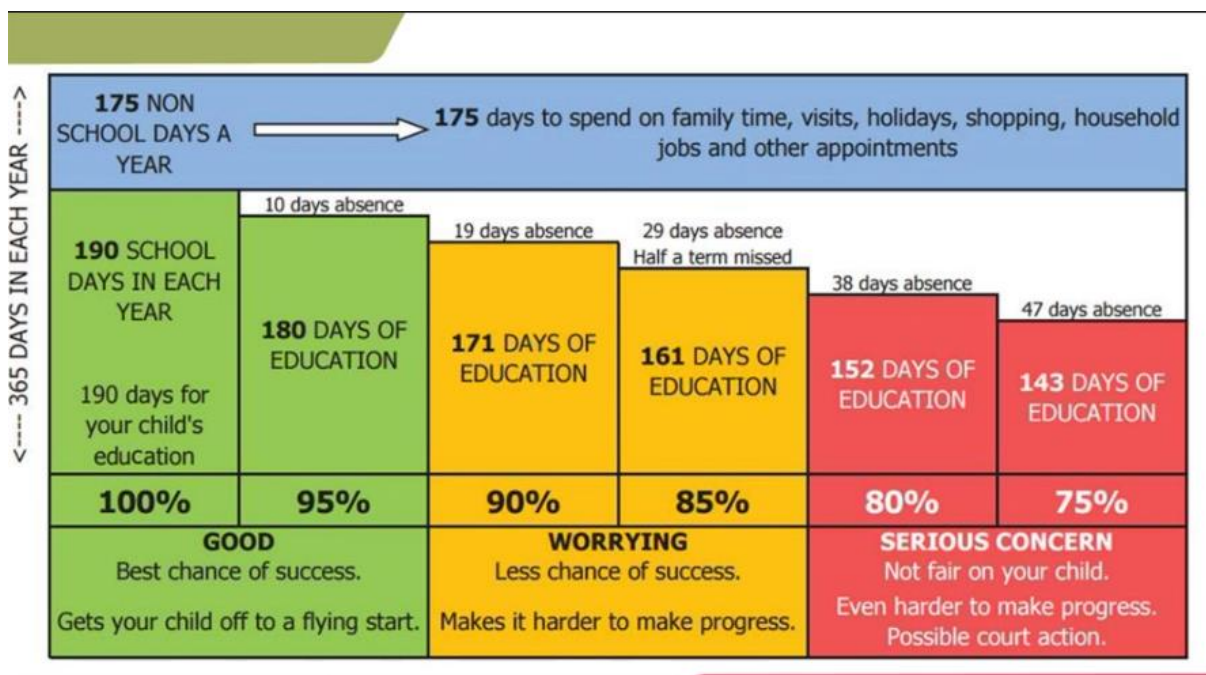 <---- 365 DAYS IN EACH YEAR ---->
175 NON
SCHOOL DAYS A
YEAR
175 days to spend on family time, visits, holidays, shopping, household
jobs and other appointments
190 SCHOOL
DAYS IN EACH
YEAR
190 days for
your child's
education
10 days absence
180 DAYS OF
EDUCATION
19 days absence
171 DAYS OF
EDUCATION
29 days absence
Half a term missed
161 DAYS OF
EDUCATION
38 days absence
152 DAYS OF
EDUCATION
47 days absence
143 DAYS OF
EDUCATION
100%
95%
90%
85%
80%
75%
GOOD
Best chance of success.
Gets your child off to a flying start.
WORRYING
Less chance of success.
Makes it harder to make progress.
SERIOUS CONCERN
Not fair on your child.
Even harder to make progress.
Possible court action.